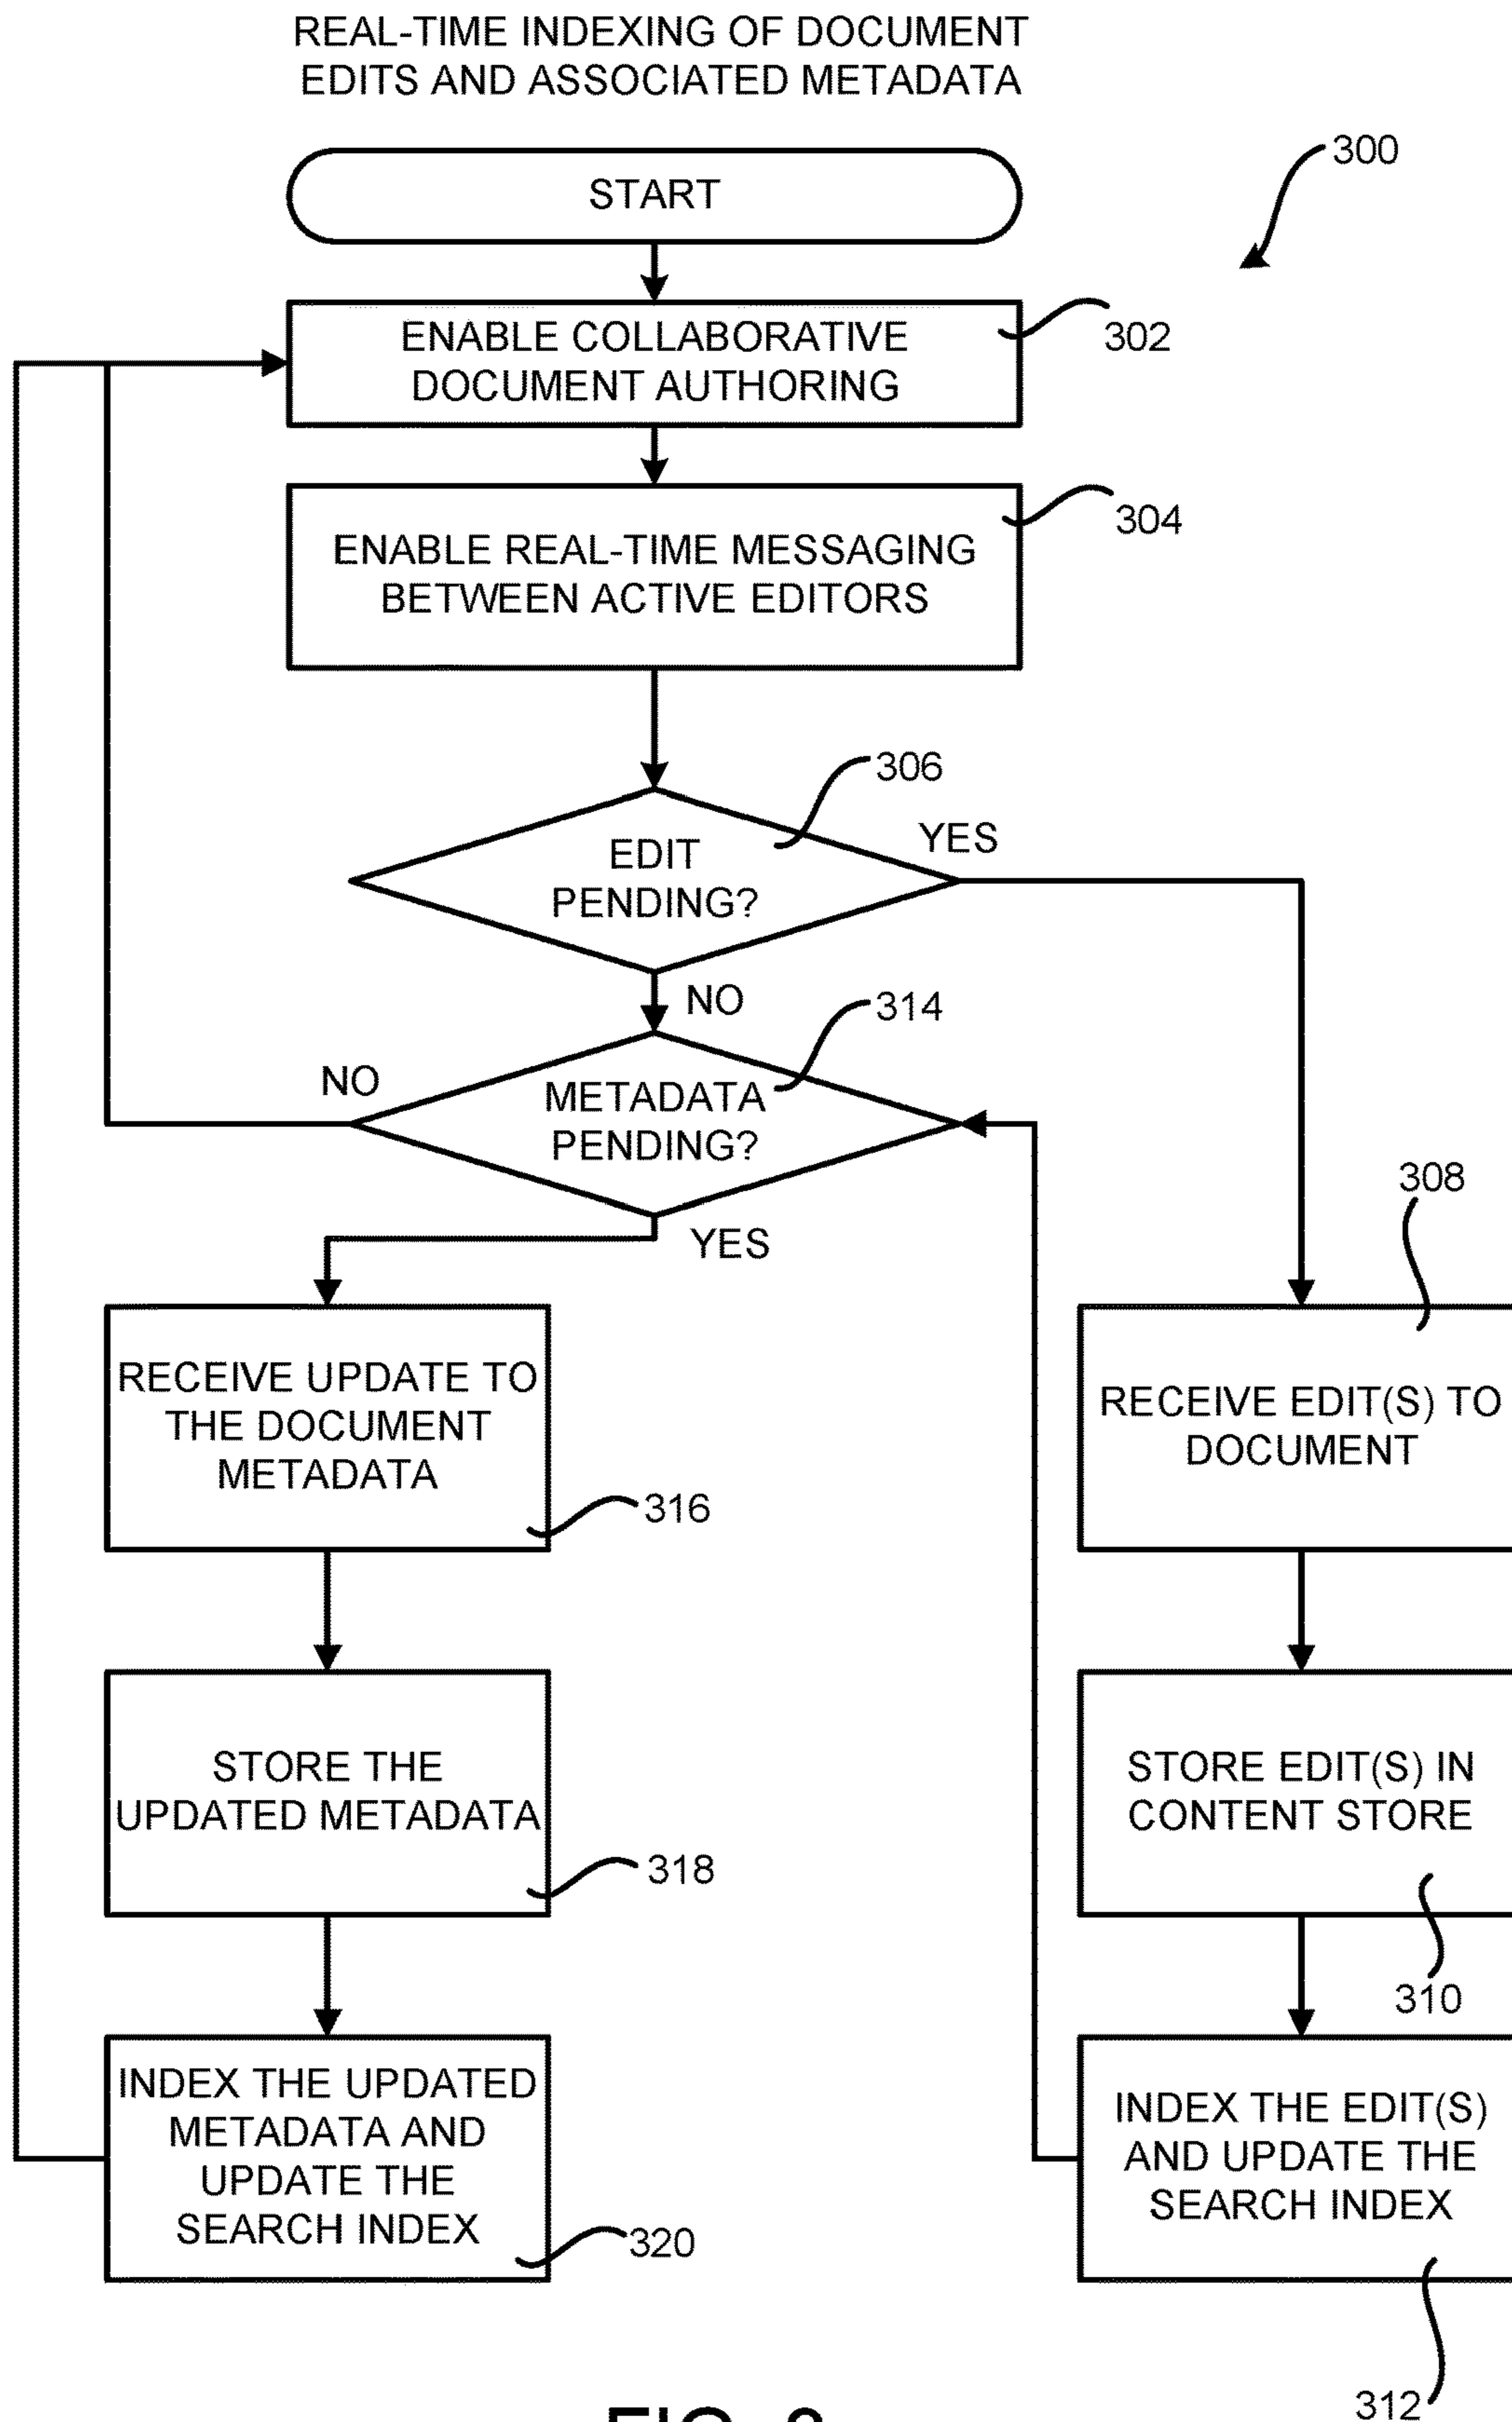 REAL-TIME INDEXING OF DOCUMENT
EDITS AND ASSOCIATED METADATA
300
START
302
ENABLE COLLABORATIVE
DOCUMENT AUTHORING
304
ENABLE REAL-TIME MESSAGING
BETWEEN ACTIVE EDITORS
306
YES
EDIT
PENDING?
NO
314
NO
METADATA
PENDING?
YES
308
RECEIVE UPDATE TO
THE DOCUMENT
METADATA
316
RECEIVE EDIT(S) TO
DOCUMENT
STORE THE
UPDATED METADATA
318
STORE EDIT(S) IN
CONTENT STORE
310
INDEX THE UPDATED
METADATA AND
UPDATE THE
SEARCH INDEX
320
INDEX THE EDIT(S)
AND UPDATE THE
SEARCH INDEX
312